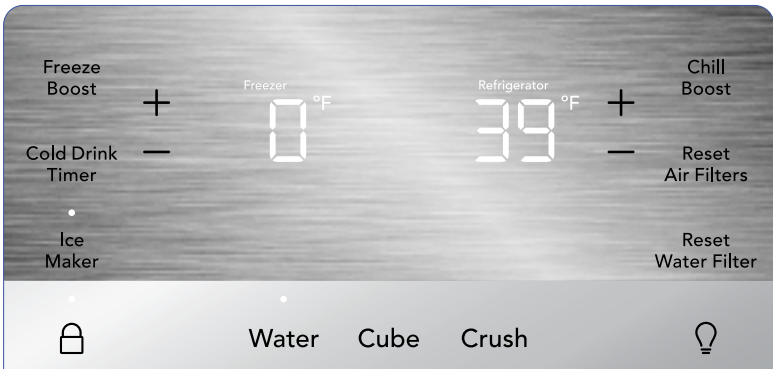 Freeze
Boost
Freezer
0 °F
+
−
Refrigerator
39 °F
+
−
Chill
Boost
Cold Drink
Timer
Reset
Air Filters
Ice
Maker
Reset
Water Filter
Water Cube Crush